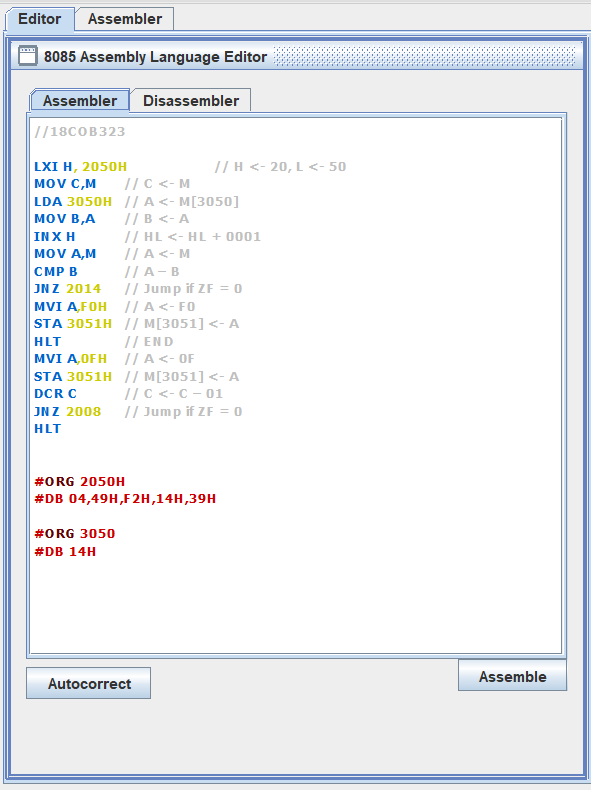 Editor Assembler
8085 Assembly Language Editor
Assembler Disassembler
//18COB323
LXI H, 2050H // H <- 20, L <- 50
MOV C,M // C <- M
LDA 3050H // A <- M[3050]
MOV B,A // B <- A
INX H // HL <- HL + 0001
MOV A,M // A <- M
CMP B // A – B
JNZ 2014 // Jump if ZF = 0
MVI A,F0H // A <- F0
STA 3051H // M[3051] <- A
HLT // END
MVI A,0FH // A <- 0F
STA 3051H // M[3051] <- A
DCR C // C <- C – 01
JNZ 2008 // Jump if ZF = 0
HLT
#ORG 2050H
#DB 04,49H,F2H,14H,39H
#ORG 3050
#DB 14H
Autocorrect Assemble